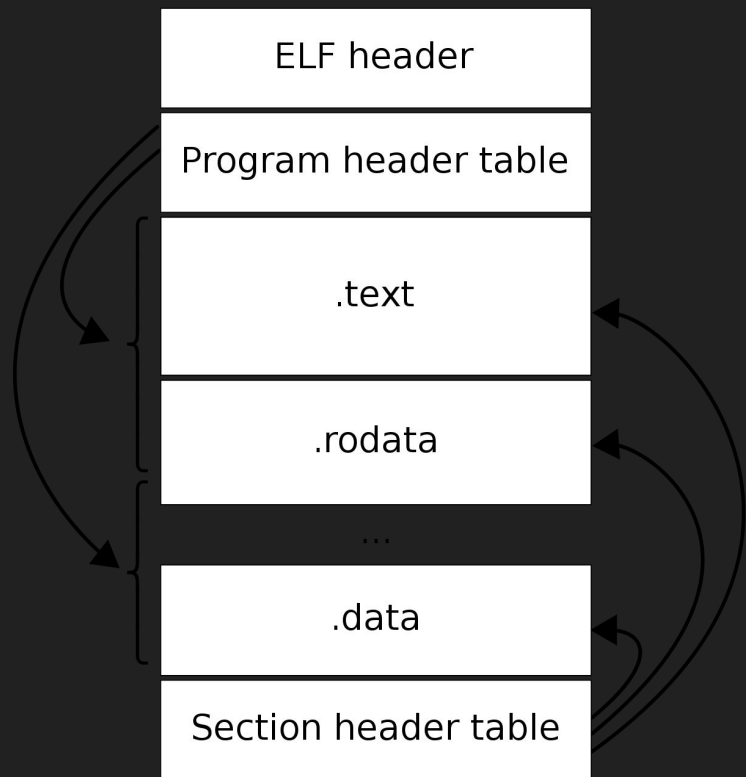 ELF header
Program header table
.text
.rodata
...
.data
Section header table